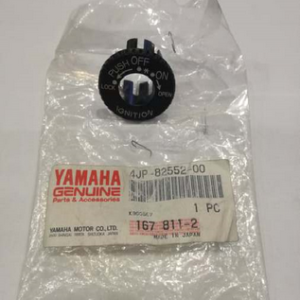 PUSH OFF ON
LOCK OPEN
IGNITION
YAMAHA
GENUINE
Parts & Accessories
4JP-82552-00
1 PC
167 811-2
MADE IN JAPAN
YAMAHA MOTOR CO., LTD.